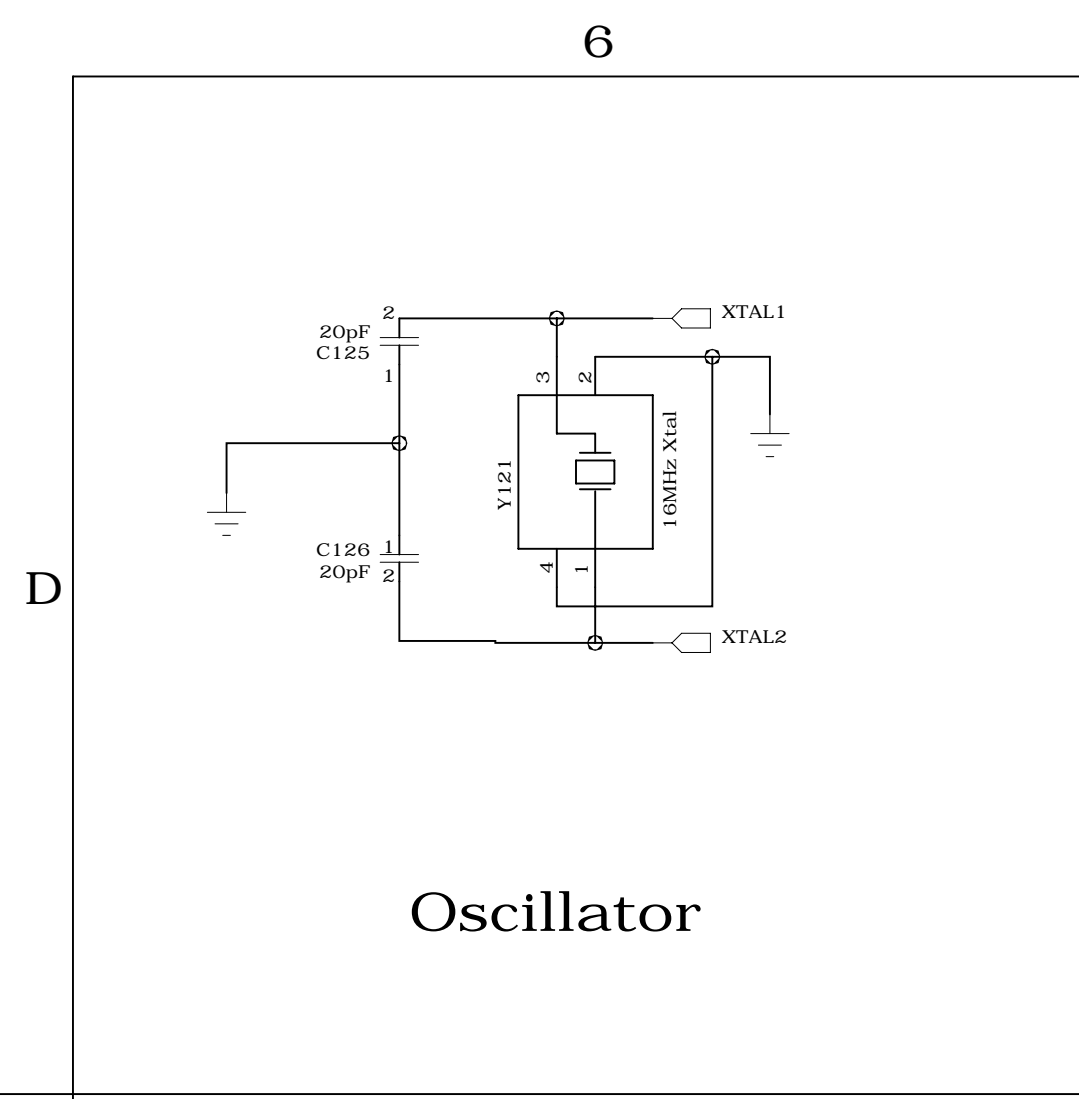 6
2
XTAL1
20pF
C125
1
3
2
Y121
16MHz Xtal
C126
1
20pF
2
4
1
D
XTAL2
Oscillator